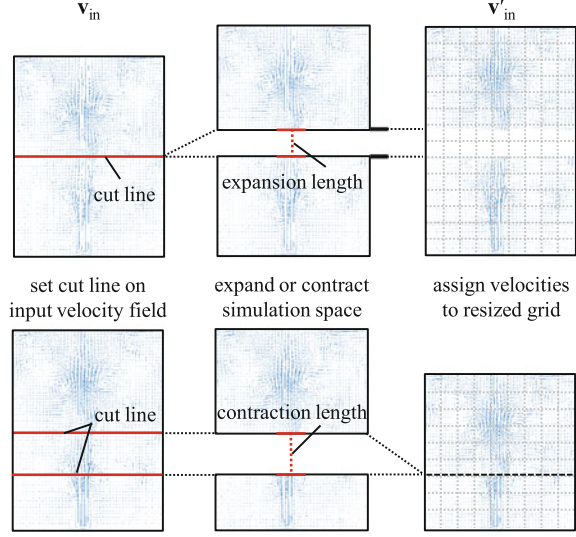 v_in
v'_in
cut line
expansion length
set cut line on
input velocity field
expand or contract
simulation space
assign velocities
to resized grid
cut line
contraction length